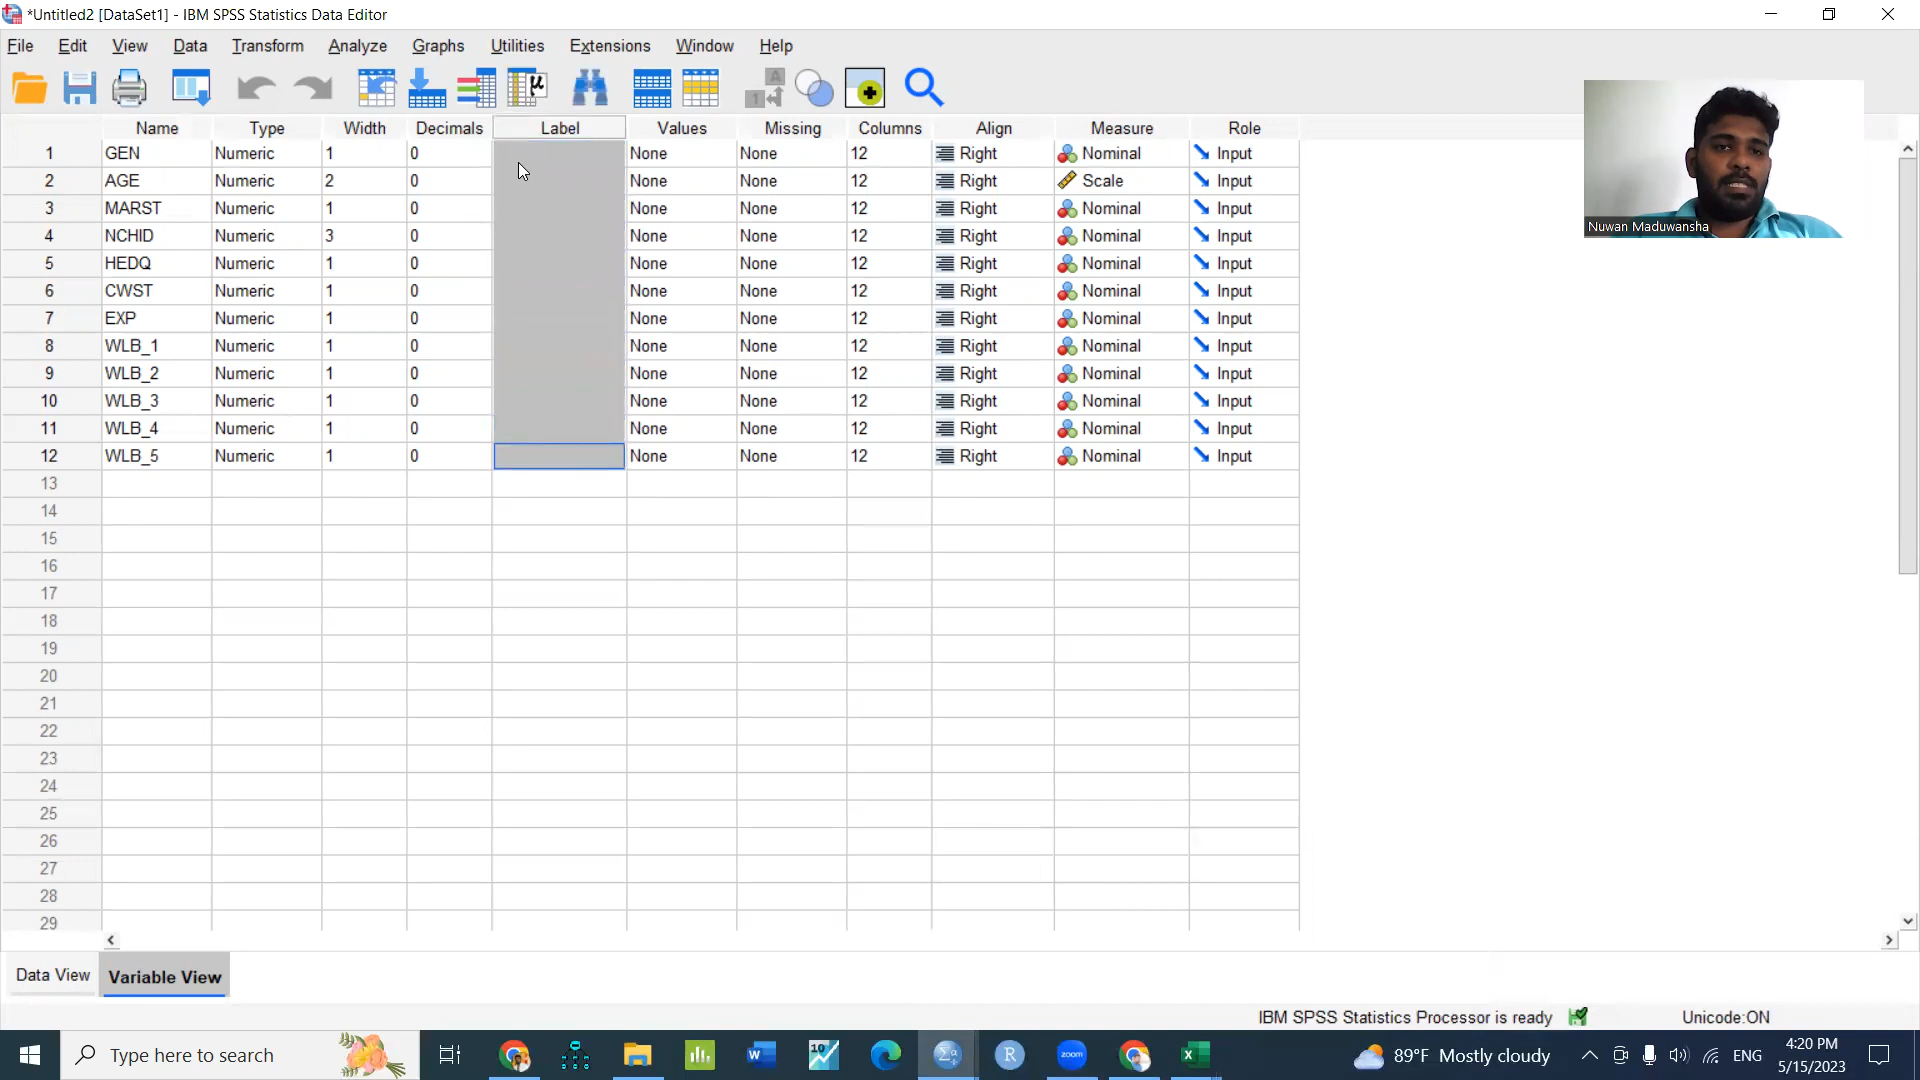 *Untitled2 [DataSet1] - IBM SPSS Statistics Data Editor
File Edit View Data Transform Analyze Graphs Utilities Extensions Window Help
Name Type Width Decimals Label Values Missing Columns Align Measure Role
1 GEN Numeric 1 0 None None 12 Right Nominal Input
2 AGE Numeric 2 0 None None 12 Right Scale Input
3 MARST Numeric 1 0 None None 12 Right Nominal Input
4 NCHID Numeric 3 0 None None 12 Right Nominal Input
5 HEDQ Numeric 1 0 None None 12 Right Nominal Input
6 CWST Numeric 1 0 None None 12 Right Nominal Input
7 EXP Numeric 1 0 None None 12 Right Nominal Input
8 WLB_1 Numeric 1 0 None None 12 Right Nominal Input
9 WLB_2 Numeric 1 0 None None 12 Right Nominal Input
10 WLB_3 Numeric 1 0 None None 12 Right Nominal Input
11 WLB_4 Numeric 1 0 None None 12 Right Nominal Input
12 WLB_5 Numeric 1 0 None None 12 Right Nominal Input
13
14
15
16
17
18
19
20
21
22
23
24
25
26
27
28
29
Nuwan Maduwansha
Data View Variable View
IBM SPSS Statistics Processor is ready Unicode:ON
Type here to search
89°F Mostly cloudy
ENG
4:20 PM
5/15/2023